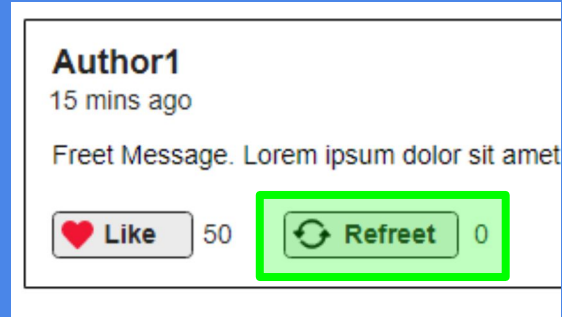 Author1
15 mins ago
Freet Message. Lorem ipsum dolor sit amet
Like 50 Refreet 0